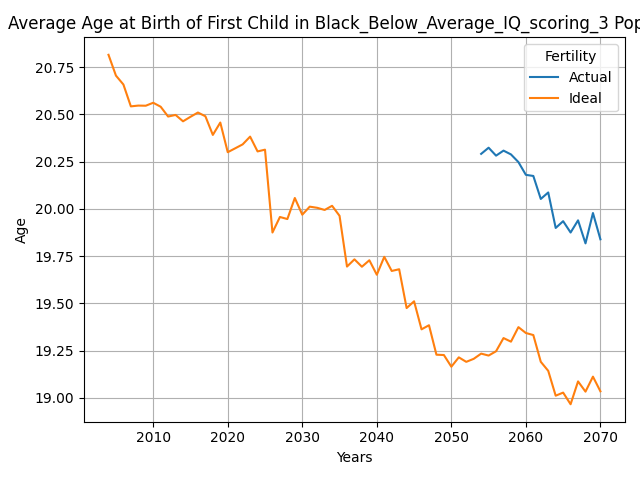 Average Age at Birth of First Child in Black_Below_Average_IQ_scoring_3 Pop
Fertility
Actual
Ideal
20.75
20.50
20.25
20.00
19.75
19.50
19.25
19.00
Age
2010 2020 2030 2040 2050 2060 2070
Years